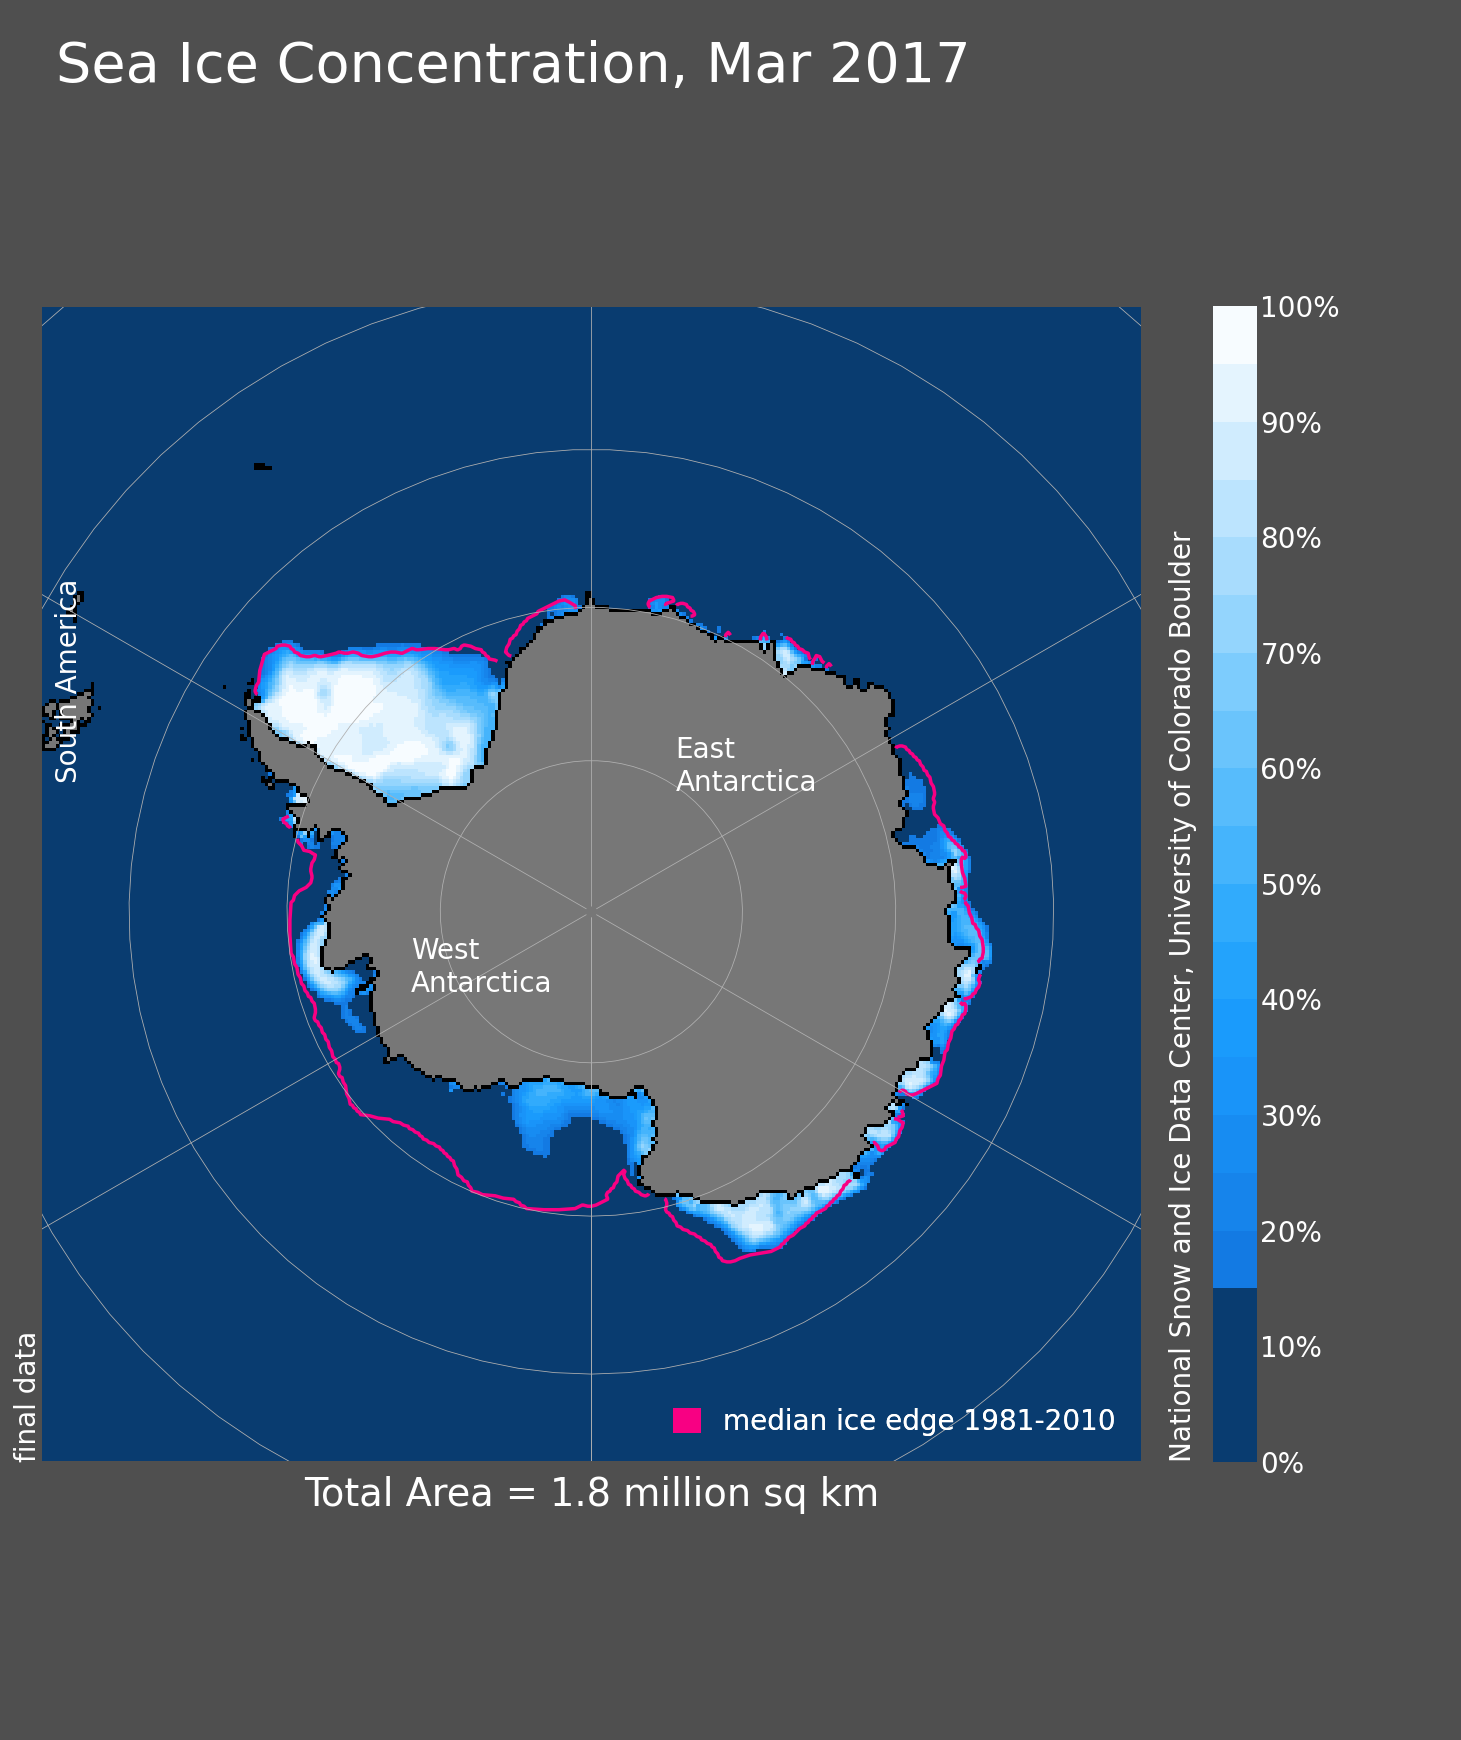 Sea Ice Concentration, Mar 2017
South America
East
Antarctica
West
Antarctica
median ice edge 1981-2010
final data
Total Area = 1.8 million sq km
National Snow and Ice Data Center, University of Colorado Boulder
100%
90%
80%
70%
60%
50%
40%
30%
20%
10%
0%